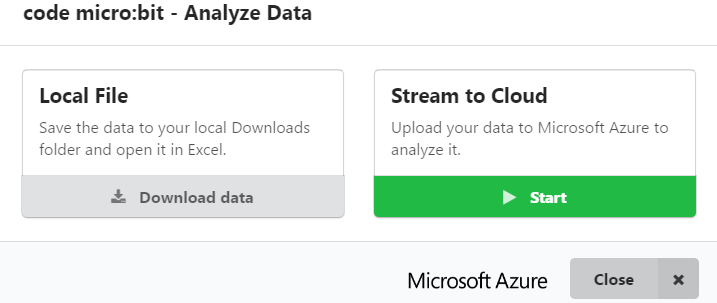 code micro:bit - Analyze Data
Local File
Save the data to your local Downloads
folder and open it in Excel.
Download data
Stream to Cloud
Upload your data to Microsoft Azure to
analyze it.
Start
Microsoft Azure
Close